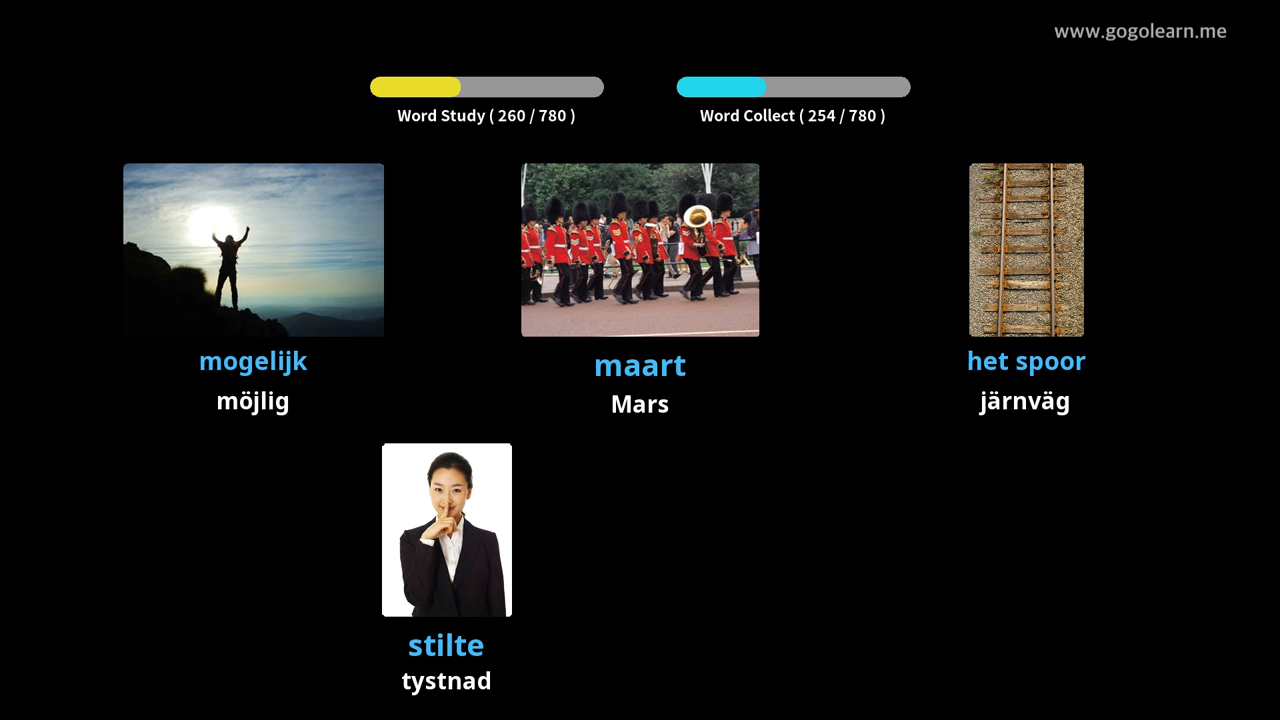 www.gogolearn.me
Word Study ( 260 / 780 )
Word Collect ( 254 / 780 )
mogelijk
möjlig
maart
Mars
het spoor
järnväg
stilte
tystnad